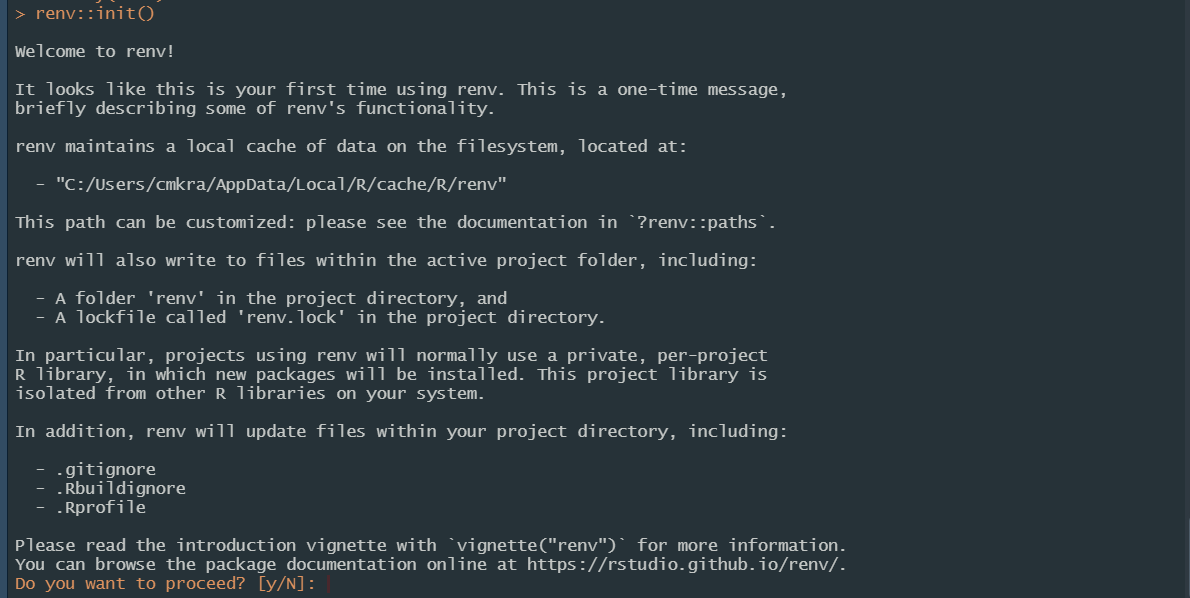 > renv::init()
Welcome to renv!
It looks like this is your first time using renv. This is a one-time message,
briefly describing some of renv's functionality.
renv maintains a local cache of data on the filesystem, located at:
- "C:/Users/cmkra/AppData/Local/R/cache/R/renv"
This path can be customized: please see the documentation in `?renv::paths`.
renv will also write to files within the active project folder, including:
- A folder 'renv' in the project directory, and
- A lockfile called 'renv.lock' in the project directory.
In particular, projects using renv will normally use a private, per-project
R library, in which new packages will be installed. This project library is
isolated from other R libraries on your system.
In addition, renv will update files within your project directory, including:
- .gitignore
- .Rbuildignore
- .Rprofile
Please read the introduction vignette with `vignette("renv")` for more information.
You can browse the package documentation online at https://rstudio.github.io/renv/.
Do you want to proceed? [y/N]: